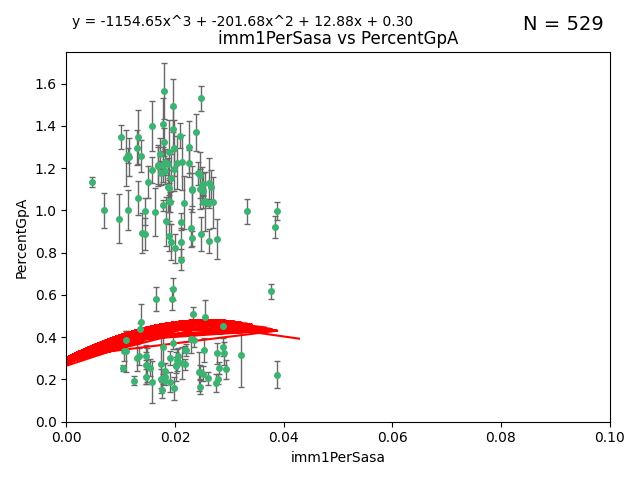 y = -1154.65x^3 + -201.68x^2 + 12.88x + 0.30
N = 529
imm1PerSasa vs PercentGpA
PercentGpA
1.6
1.4
1.2
1.0
0.8
0.6
0.4
0.2
0.0
0.00 0.02 0.04 0.06 0.08 0.10
imm1PerSasa